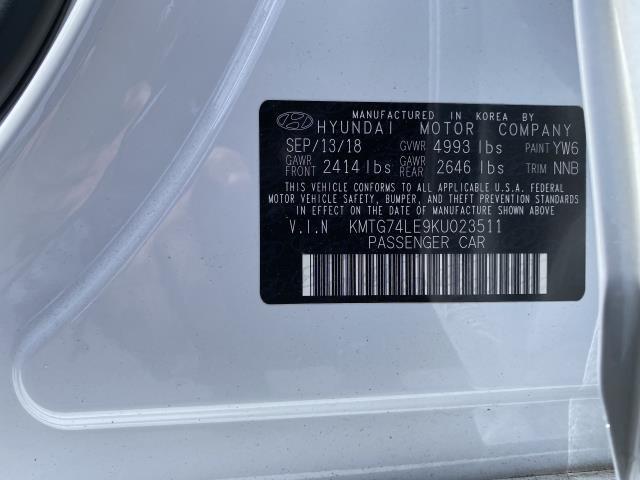 MANUFACTURED IN KOREA BY
HYUNDAI MOTOR COMPANY
SEP/13/18 GVWR 4993 lbs PAINT YW6
GAWR FRONT 2414 lbs GAWR REAR 2646 lbs TRIM NNB
THIS VEHICLE CONFORMS TO ALL APPLICABLE U.S.A. FEDERAL
MOTOR VEHICLE SAFETY, BUMPER, AND THEFT PREVENTION STANDARDS
IN EFFECT ON THE DATE OF MANUFACTURE SHOWN ABOVE.
V.I.N KMTG74LE9KU023511
PASSENGER CAR